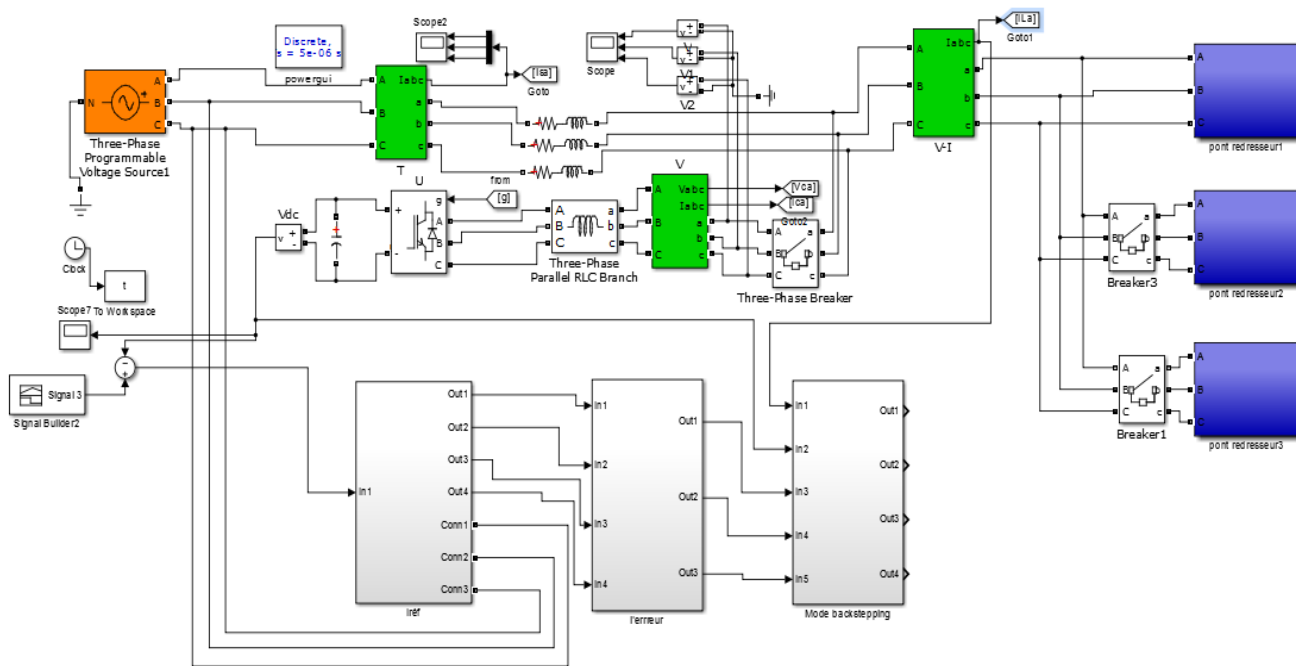 Discrete,
s = 5e-06 s
powergui
Scope2
[isa]
Goto
Scope
V
V1
V2
[iLa]
Goto1
N
A
B
C
Three-Phase
Programmable
Voltage Source1
A
B
C
Iabc
a
b
c
T
A
B
C
Iabc
a
b
c
V-I
A
B
C
pont redresseur1
from
[g]
U
g
+
-
A
B
C
Vdc
v
A
B
C
a
b
c
Three-Phase
Parallel RLC Branch
V
A
B
C
Vabc
Iabc
a
b
c
[Vca]
[ica]
Goto2
A
B
C
a
b
c
Three-Phase Breaker
A
B
C
a
b
c
Breaker3
A
B
C
pont redresseur2
A
B
C
a
b
c
Breaker1
A
B
C
pont redresseur3
Clock
t
To Workspace
Scope7
Signal 3
Signal Builder2
In1
Out1
Out2
Out3
Out4
Conn1
Conn2
Conn3
Iréf
In1
In2
In3
In4
Out1
Out2
Out3
l'erreur
In1
In2
In3
In4
In5
Out1
Out2
Out3
Out4
Mode backstepping